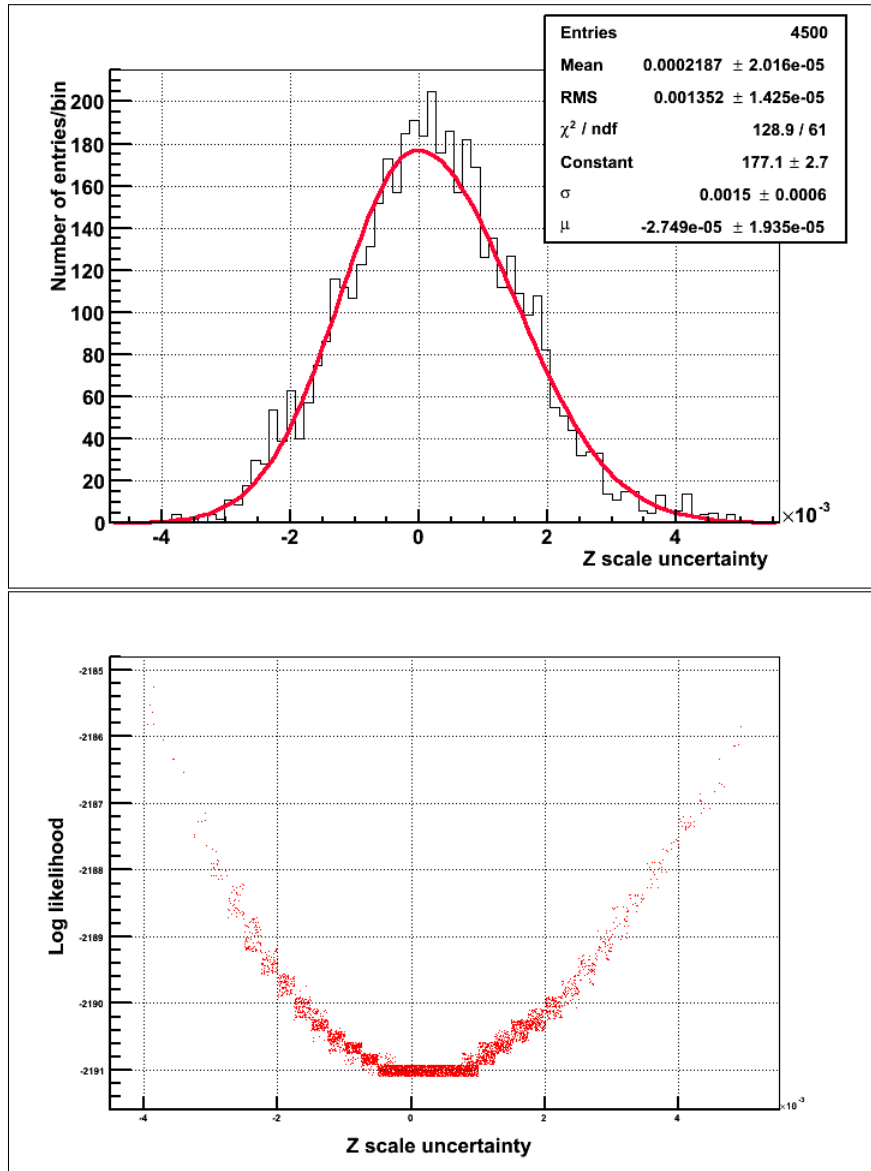 Entries 4500
Mean 0.0002187 ± 2.016e-05
RMS 0.001352 ± 1.425e-05
χ² / ndf 128.9 / 61
Constant 177.1 ± 2.7
σ 0.0015 ± 0.0006
μ -2.749e-05 ± 1.935e-05
Number of entries/bin
200
180
160
140
120
100
80
60
40
20
0
-4 -2 0 2 4
×10⁻³
Z scale uncertainty
Log likelihood
-2185
-2186
-2187
-2188
-2189
-2190
-2191
-4 -2 0 2 4
×10⁻³
Z scale uncertainty